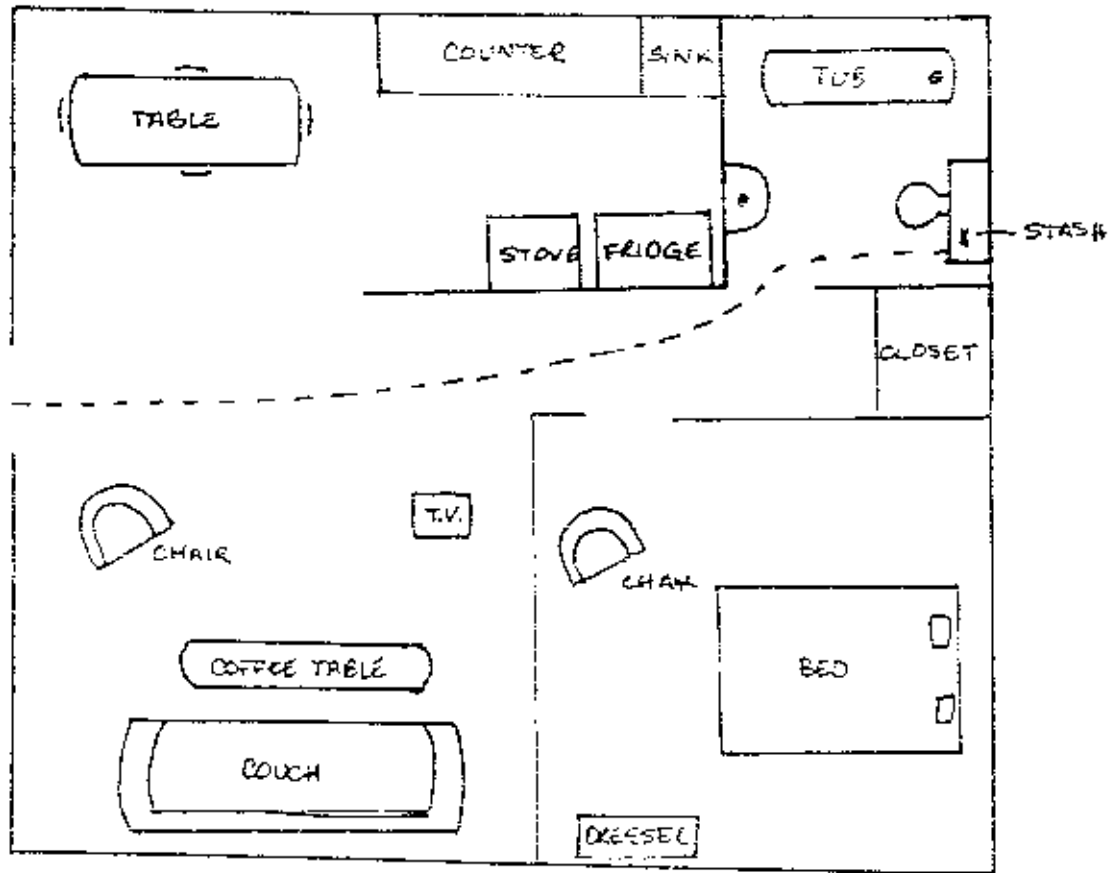 COUNTER
SINK
TUB
TABLE
STASH
STOVE
FRIDGE
CLOSET
T.V.
CHAIR
CHAIR
COFFEE TABLE
BED
COUCH
DRESSER